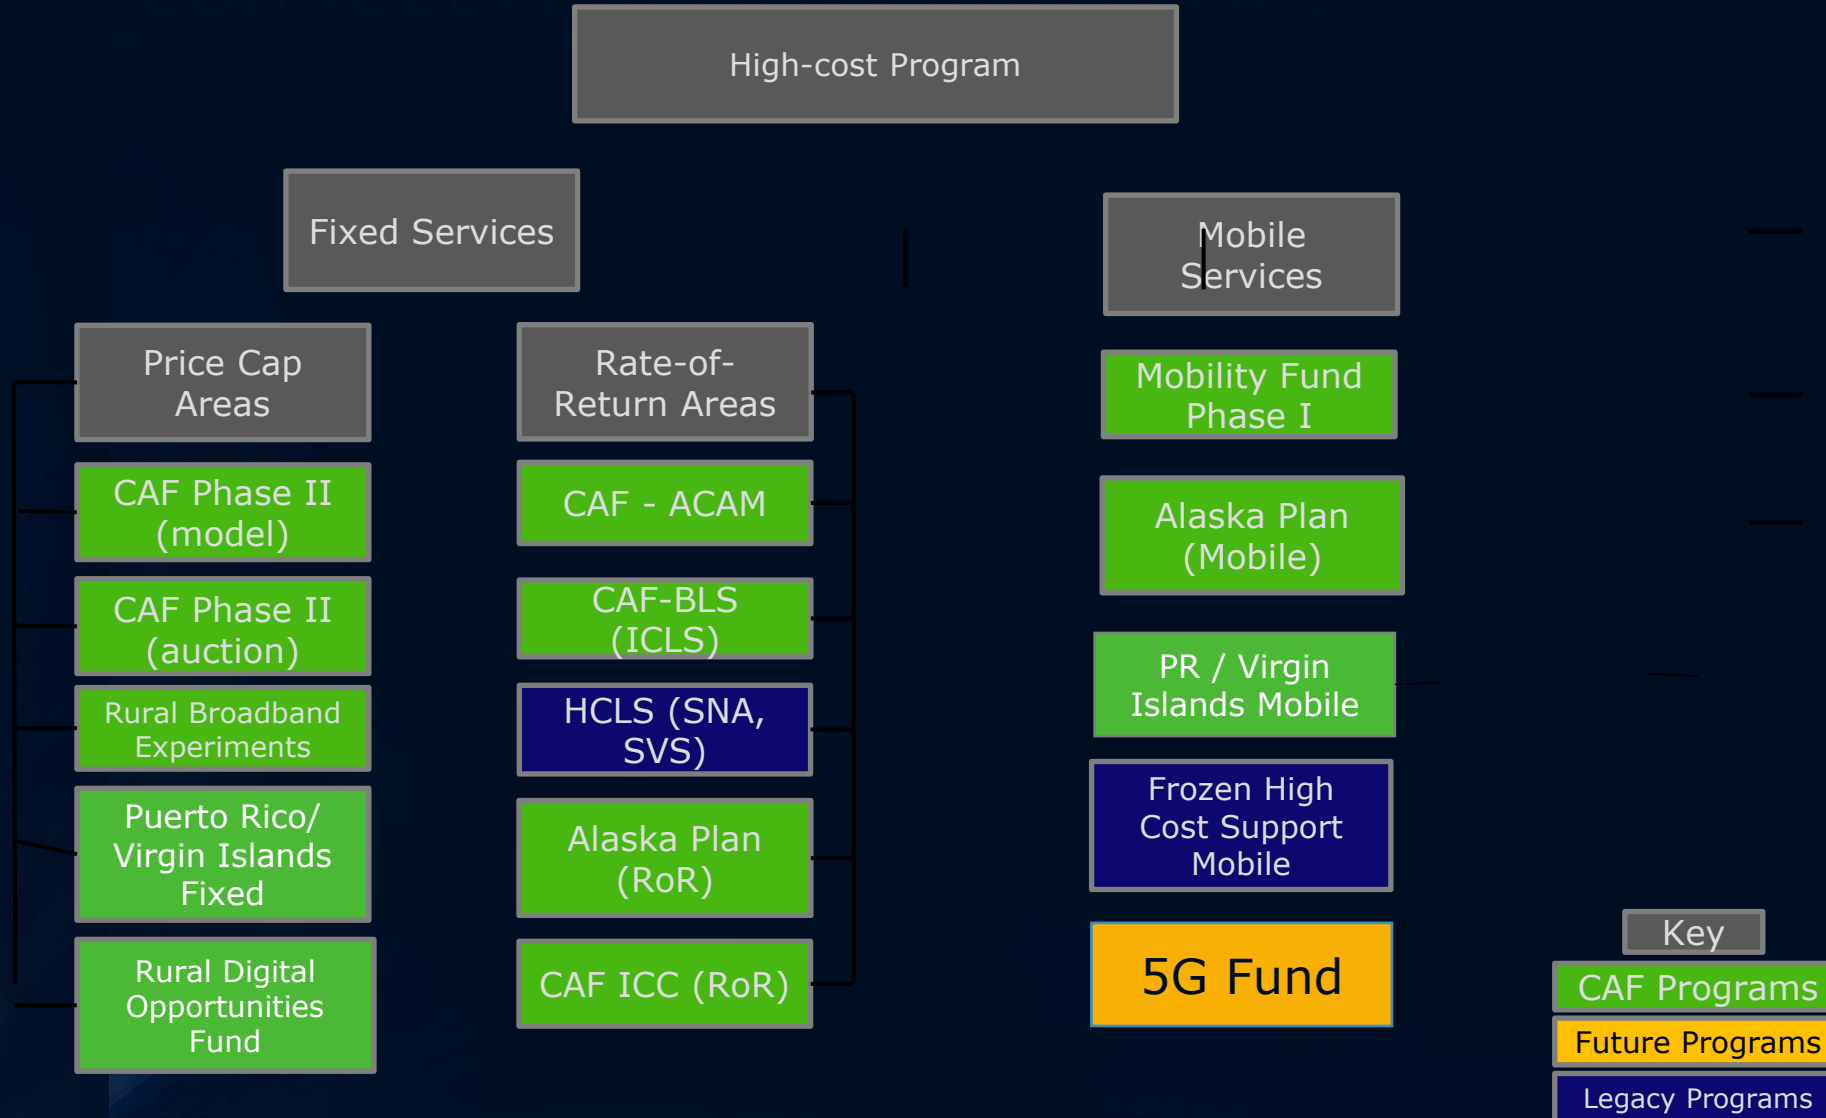 High-cost Program
Fixed Services
Mobile
Services
Price Cap
Areas
CAF Phase II
(model)
CAF Phase II
(auction)
Rural Broadband
Experiments
Puerto Rico/
Virgin Islands
Fixed
Rural Digital
Opportunities
Fund
Rate-of-
Return Areas
CAF - ACAM
CAF-BLS
(ICLS)
HCLS (SNA,
SVS)
Alaska Plan
(RoR)
CAF ICC (RoR)
Mobility Fund
Phase I
Alaska Plan
(Mobile)
PR / Virgin
Islands Mobile
Frozen High
Cost Support
Mobile
5G Fund
Key
CAF Programs
Future Programs
Legacy Programs